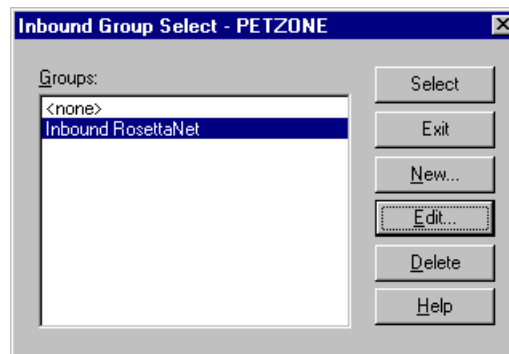 Inbound Group Select - PETZONE
Groups:
<none>
Inbound RosettaNet
Select
Exit
New...
Edit...
Delete
Help